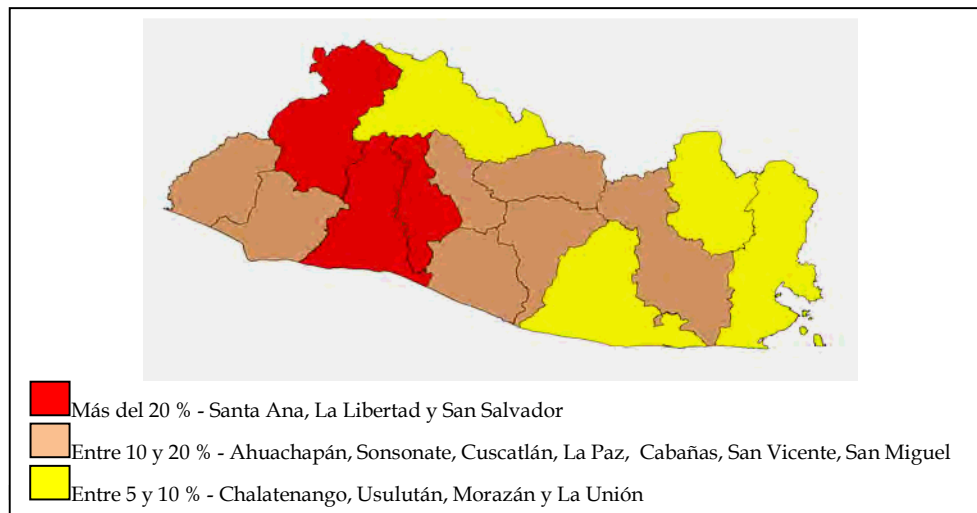 Más del 20 % - Santa Ana, La Libertad y San Salvador
Entre 10 y 20 % - Ahuachapán, Sonsonate, Cuscatlán, La Paz, Cabañas, San Vicente, San Miguel
Entre 5 y 10 % - Chalatenango, Usulután, Morazán y La Unión